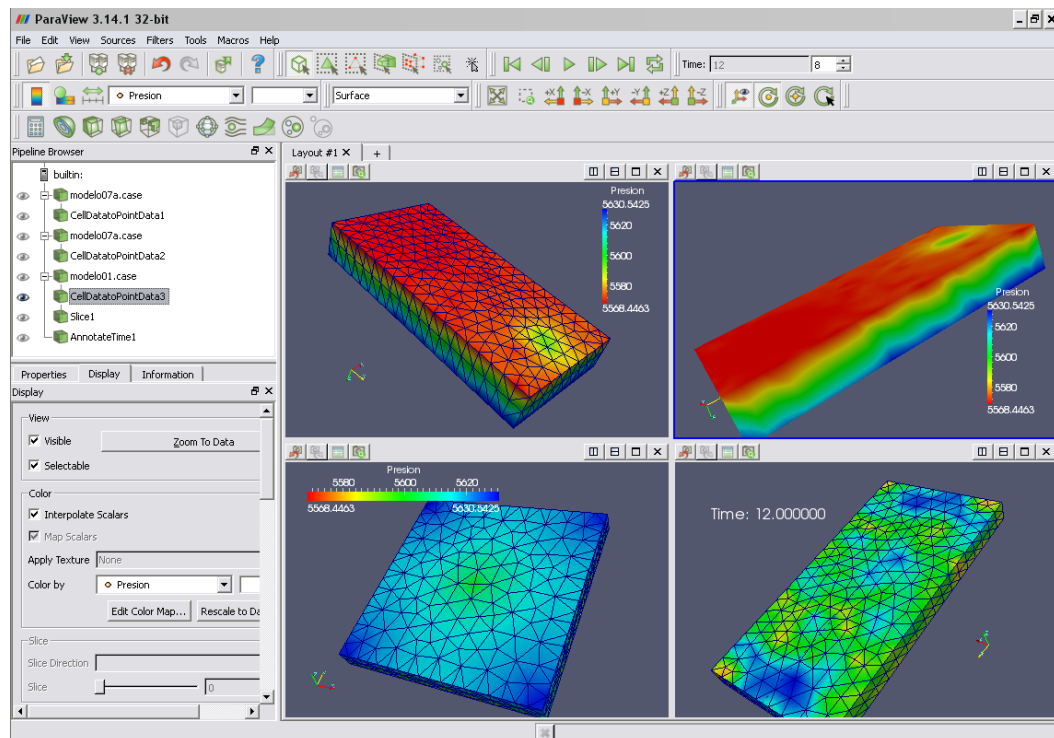 ParaView 3.14.1 32-bit
File Edit View Sources Filters Tools Macros Help
Time: 12 8
Presion Surface
+X -X +Y -Y +Z -Z
Pipeline Browser
builtin:
modelo07a.case
CellDatatoPointData1
modelo07a.case
CellDatatoPointData2
modelo01.case
CellDatatoPointData3
Slice1
AnnotateTime1
Properties Display Information
Display
View
Visible Zoom To Data
Selectable
Color
Interpolate Scalars
Map Scalars
Apply Texture None
Color by Presion
Edit Color Map... Rescale to Da
Slice
Slice Direction
Slice 0
Layout #1 +
Presion
5630.5425
5620
5600
5580
5568.4463
Presion
5630.5425
5620
5600
5580
5568.4463
Presion
5580 5600 5620
5568.4463 5630.5425
Time: 12.000000